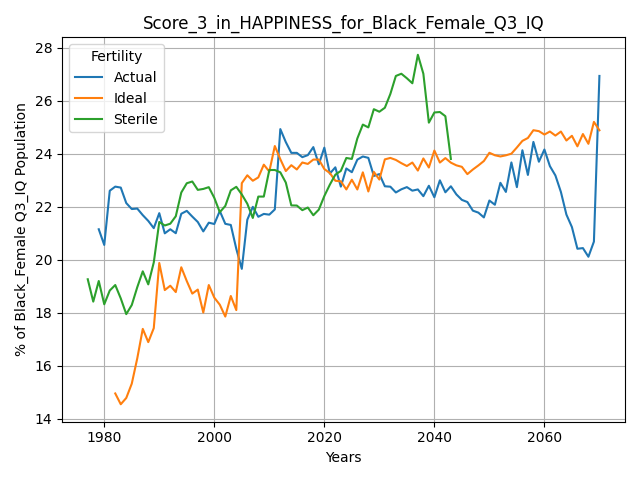 Score_3_in_HAPPINESS_for_Black_Female_Q3_IQ
Fertility
Actual
Ideal
Sterile
% of Black_Female Q3_IQ Population
28
26
24
22
20
18
16
14
1980
2000
2020
2040
2060
Years